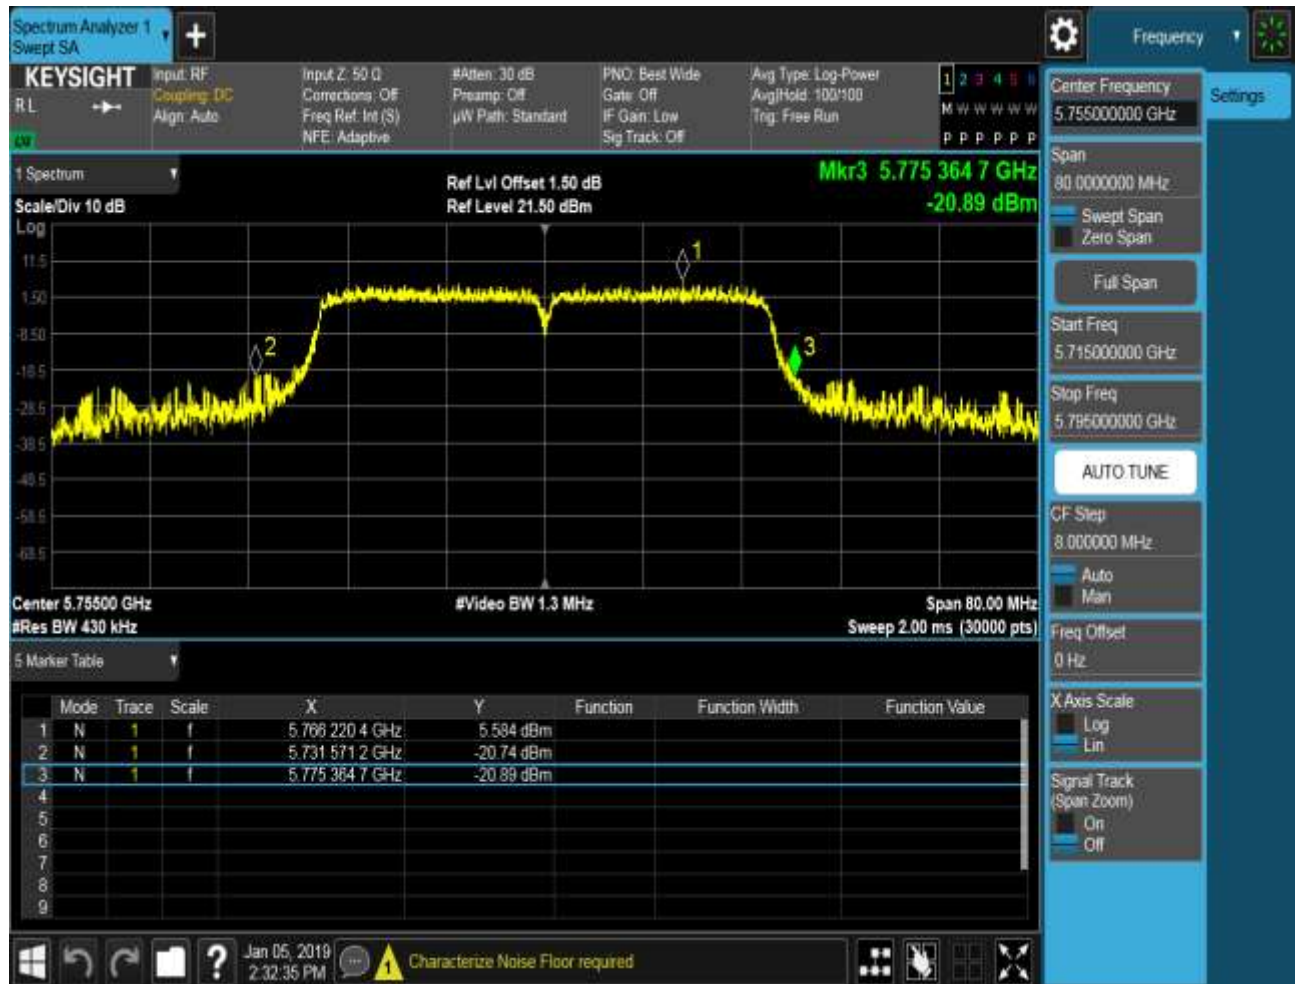 Spectrum Analyzer 1
Swept SA
Frequency
KEYSIGHT
RL
Input: RF
Coupling: DC
Align: Auto
Input Z: 50 Ω
Corrections: Off
Freq Ref: Int (S)
NFE: Adaptive
#Atten: 30 dB
Preamp: Off
µW Path: Standard
PNO: Best Wide
Gate: Off
IF Gain: Low
Sig Track: Off
Avg Type: Log-Power
Avg|Hold: 100/100
Trig: Free Run
1 2 3 4 5 6
M W W W W W
P P P P P P
1 Spectrum
Scale/Div 10 dB
Log
Ref Lvl Offset 1.50 dB
Ref Level 21.50 dBm
Mkr3 5.775 364 7 GHz
-20.89 dBm
11.5
1.50
-8.50
-18.5
-28.5
-38.5
-48.5
-58.5
-68.5
1
2
3
Center 5.75500 GHz
#Res BW 430 kHz
#Video BW 1.3 MHz
Span 80.00 MHz
Sweep 2.00 ms (30000 pts)
5 Marker Table
Mode Trace Scale X Y Function Function Width Function Value
1 N 1 f 5.766 220 4 GHz 5.584 dBm
2 N 1 f 5.731 571 2 GHz -20.74 dBm
3 N 1 f 5.775 364 7 GHz -20.89 dBm
4
5
6
7
8
9
Center Frequency
5.755000000 GHz
Settings
Span
80.0000000 MHz
Swept Span
Zero Span
Full Span
Start Freq
5.715000000 GHz
Stop Freq
5.795000000 GHz
AUTO TUNE
CF Step
8.000000 MHz
Auto
Man
Freq Offset
0 Hz
X Axis Scale
Log
Lin
Signal Track
(Span Zoom)
On
Off
?
Jan 05, 2019
2:32:35 PM
1
Characterize Noise Floor required